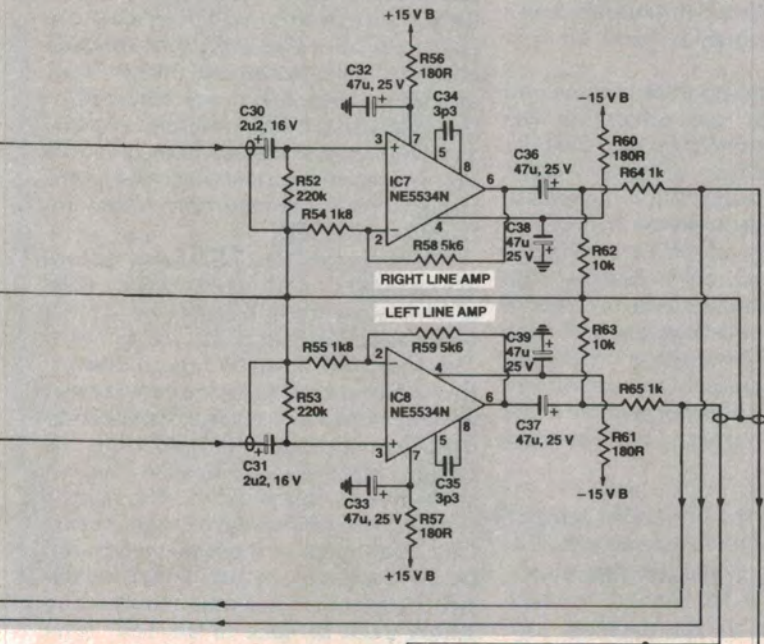 +15 V B
R56
180R
C32
47u, 25 V
C34
3p3
-15 V B
C30
2u2, 16 V
R60
180R
3
+
7
5
8
IC7
NE5534N
6
C36
47u, 25 V
R64 1k
R52
220k
R54 1k8
2
−
4
R58 5k6
C38
47u
25 V
R62
10k
RIGHT LINE AMP
LEFT LINE AMP
R55 1k8
R59 5k6
C39
47u
25 V
R63
10k
2
−
4
R53
220k
IC8
NE5534N
6
R65 1k
3
+
7
5
8
C37
47u, 25 V
R61
180R
C31
2u2, 16 V
C35
3p3
C33
47u, 25 V
R57
180R
-15 V B
+15 V B